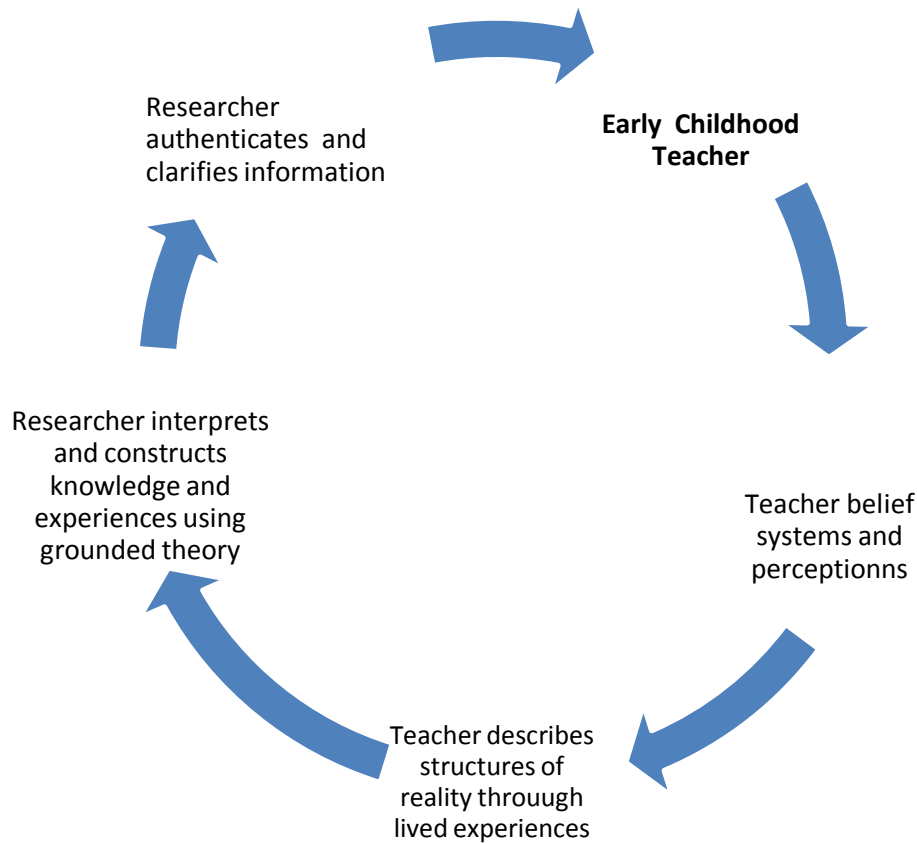 Researcher
authenticates and
clarifies information
Early Childhood
Teacher
Teacher belief
systems and
perceptionns
Teacher describes
structures of
reality throuugh
lived experiences
Researcher interprets
and constructs
knowledge and
experiences using
grounded theory